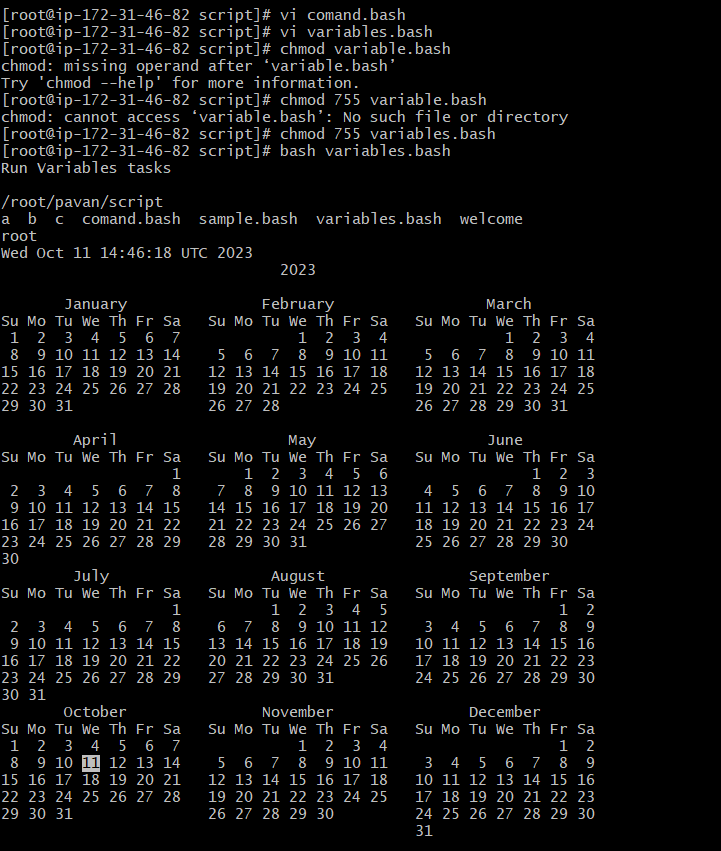 [root@ip-172-31-46-82 script]# vi comand.bash
[root@ip-172-31-46-82 script]# vi variables.bash
[root@ip-172-31-46-82 script]# chmod variable.bash
chmod: missing operand after ‘variable.bash’
Try 'chmod --help' for more information.
[root@ip-172-31-46-82 script]# chmod 755 variable.bash
chmod: cannot access ‘variable.bash’: No such file or directory
[root@ip-172-31-46-82 script]# chmod 755 variables.bash
[root@ip-172-31-46-82 script]# bash variables.bash
Run Variables tasks

/root/pavan/script
a  b  c  comand.bash  sample.bash  variables.bash  welcome
root
Wed Oct 11 14:46:18 UTC 2023
                               2023

       January               February                 March
Su Mo Tu We Th Fr Sa   Su Mo Tu We Th Fr Sa   Su Mo Tu We Th Fr Sa
 1  2  3  4  5  6  7             1  2  3  4             1  2  3  4
 8  9 10 11 12 13 14    5  6  7  8  9 10 11    5  6  7  8  9 10 11
15 16 17 18 19 20 21   12 13 14 15 16 17 18   12 13 14 15 16 17 18
22 23 24 25 26 27 28   19 20 21 22 23 24 25   19 20 21 22 23 24 25
29 30 31               26 27 28               26 27 28 29 30 31

        April                   May                   June
Su Mo Tu We Th Fr Sa   Su Mo Tu We Th Fr Sa   Su Mo Tu We Th Fr Sa
                   1       1  2  3  4  5  6                1  2  3
 2  3  4  5  6  7  8    7  8  9 10 11 12 13    4  5  6  7  8  9 10
 9 10 11 12 13 14 15   14 15 16 17 18 19 20   11 12 13 14 15 16 17
16 17 18 19 20 21 22   21 22 23 24 25 26 27   18 19 20 21 22 23 24
23 24 25 26 27 28 29   28 29 30 31            25 26 27 28 29 30
30
        July                  August                September
Su Mo Tu We Th Fr Sa   Su Mo Tu We Th Fr Sa   Su Mo Tu We Th Fr Sa
                   1          1  2  3  4  5                   1  2
 2  3  4  5  6  7  8    6  7  8  9 10 11 12    3  4  5  6  7  8  9
 9 10 11 12 13 14 15   13 14 15 16 17 18 19   10 11 12 13 14 15 16
16 17 18 19 20 21 22   20 21 22 23 24 25 26   17 18 19 20 21 22 23
23 24 25 26 27 28 29   27 28 29 30 31         24 25 26 27 28 29 30
30 31
       October               November               December
Su Mo Tu We Th Fr Sa   Su Mo Tu We Th Fr Sa   Su Mo Tu We Th Fr Sa
 1  2  3  4  5  6  7             1  2  3  4                   1  2
 8  9 10 11 12 13 14    5  6  7  8  9 10 11    3  4  5  6  7  8  9
15 16 17 18 19 20 21   12 13 14 15 16 17 18   10 11 12 13 14 15 16
22 23 24 25 26 27 28   19 20 21 22 23 24 25   17 18 19 20 21 22 23
29 30 31               26 27 28 29 30         24 25 26 27 28 29 30
                                              31